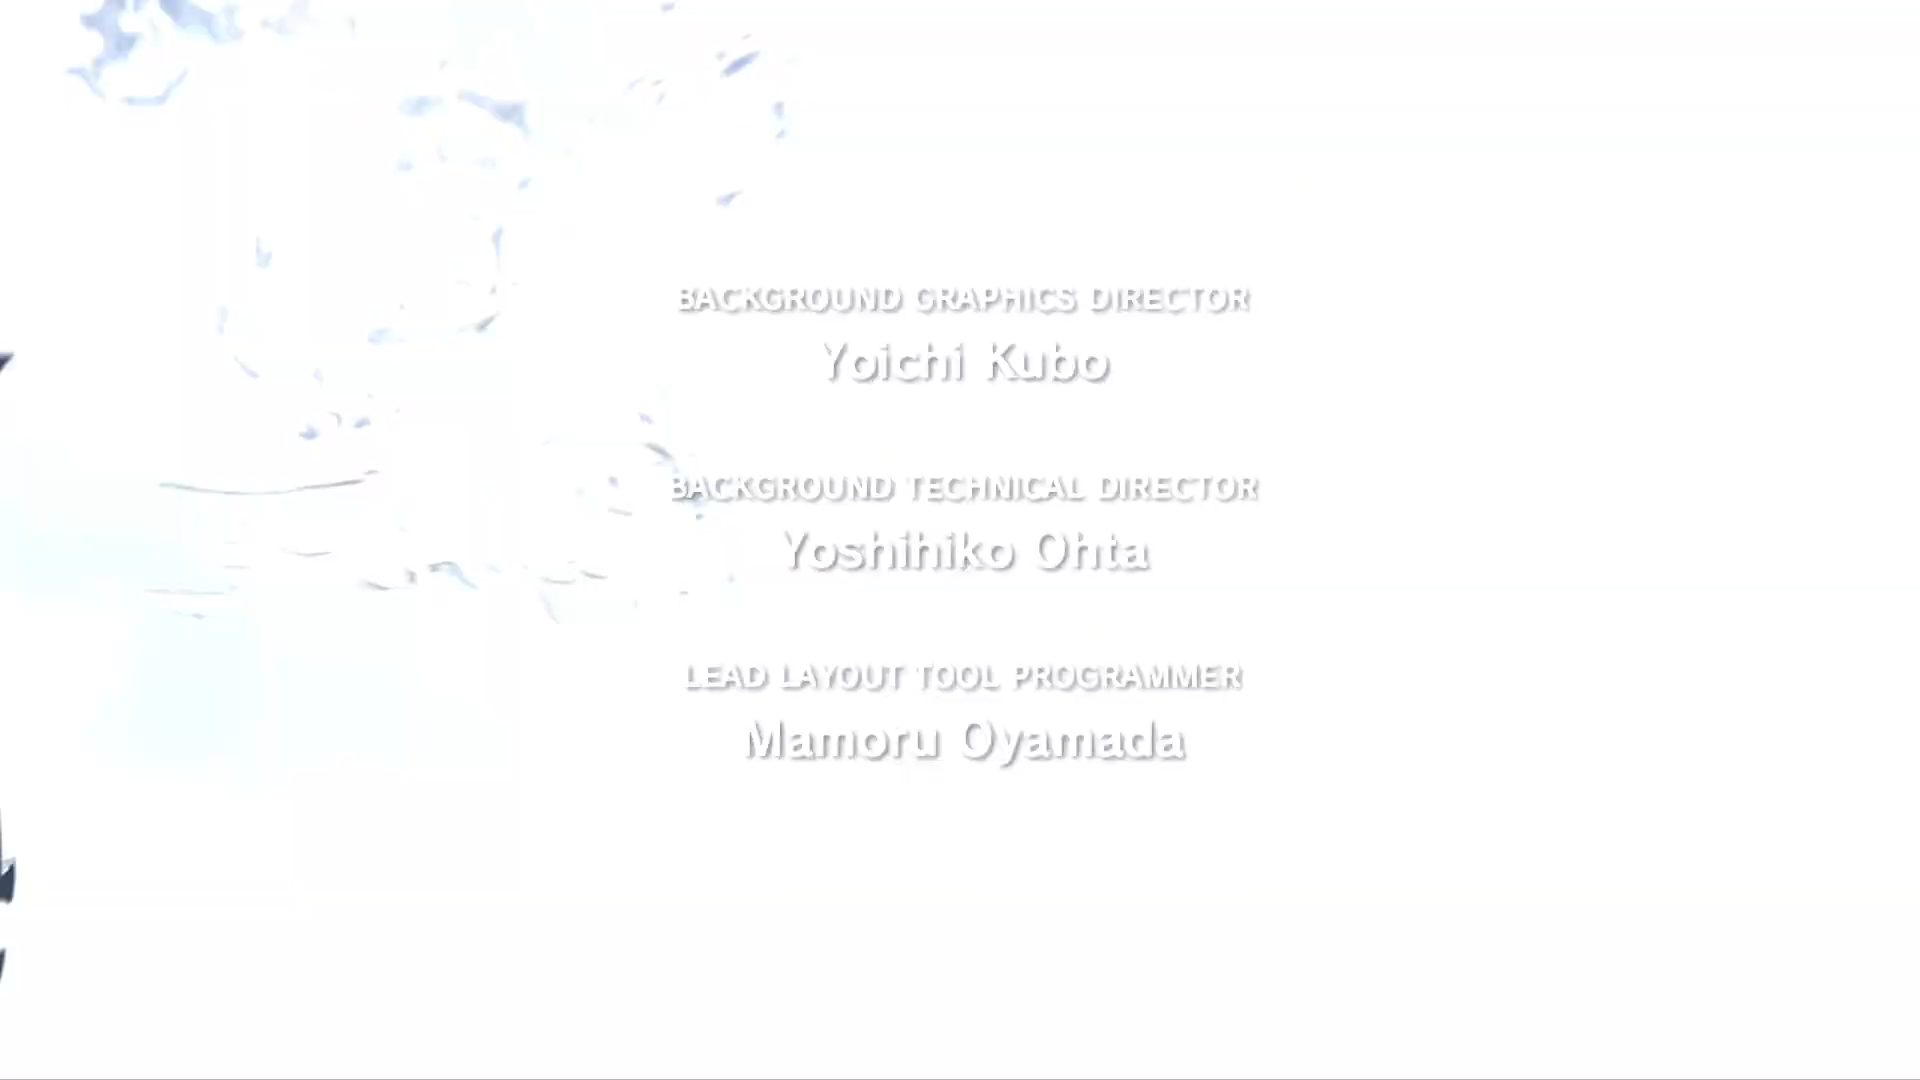 BACKGROUND GRAPHICS DIRECTOR
Yoichi Kubo
BACKGROUND TECHNICAL DIRECTOR
Yoshihiko Ohta
LEAD LAYOUT TOOL PROGRAMMER
Mamoru Oyamada